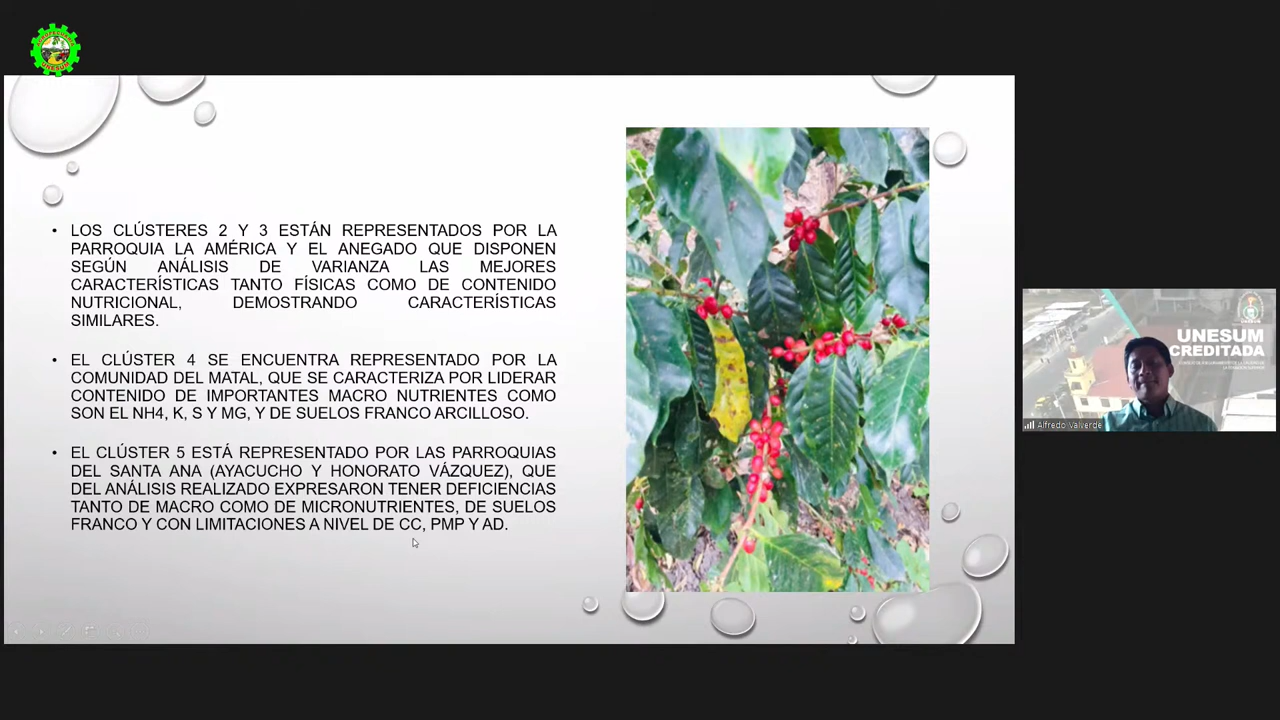 LOS CLÚSTERES 2 Y 3 ESTÁN REPRESENTADOS POR LA
PARROQUIA LA AMÉRICA Y EL ANEGADO QUE DISPONEN
SEGÚN ANÁLISIS DE VARIANZA LAS MEJORES
CARACTERÍSTICAS TANTO FÍSICAS COMO DE CONTENIDO
NUTRICIONAL, DEMOSTRANDO CARACTERÍSTICAS
SIMILARES.
EL CLÚSTER 4 SE ENCUENTRA REPRESENTADO POR LA
COMUNIDAD DEL MATAL, QUE SE CARACTERIZA POR LIDERAR
CONTENIDO DE IMPORTANTES MACRO NUTRIENTES COMO
SON EL NH4, K, S Y MG, Y DE SUELOS FRANCO ARCILLOSO.
EL CLÚSTER 5 ESTÁ REPRESENTADO POR LAS PARROQUIAS
DEL SANTA ANA (AYACUCHO Y HONORATO VÁZQUEZ), QUE
DEL ANÁLISIS REALIZADO EXPRESARON TENER DEFICIENCIAS
TANTO DE MACRO COMO DE MICRONUTRIENTES, DE SUELOS
FRANCO Y CON LIMITACIONES A NIVEL DE CC, PMP Y AD.
UNESUM
CREDITADA
Alfredo Valverde